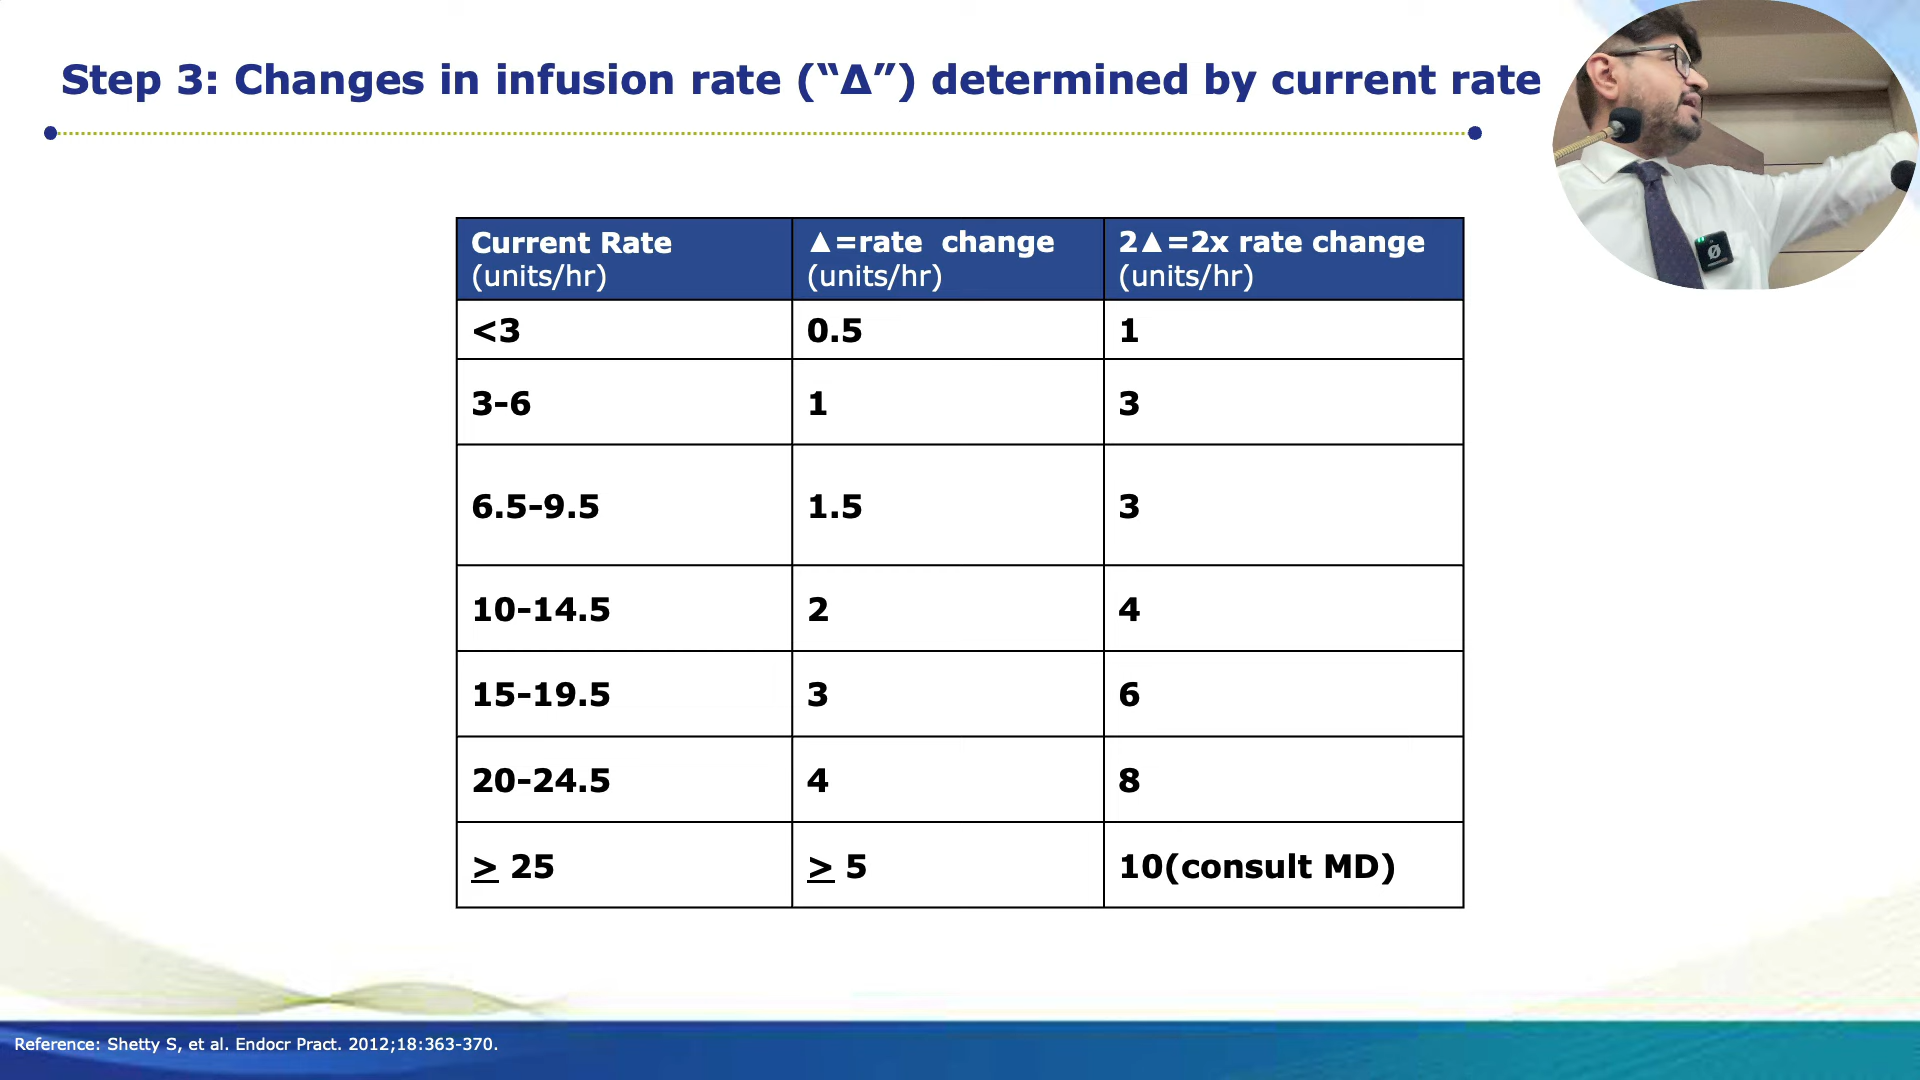 Step 3: Changes in infusion rate (“Δ”) determined by current rate
Current Rate (units/hr) ▲=rate change (units/hr) 2▲=2x rate change (units/hr)
<3 0.5 1
3-6 1 3
6.5-9.5 1.5 3
10-14.5 2 4
15-19.5 3 6
20-24.5 4 8
≥ 25 ≥ 5 10(consult MD)
Reference: Shetty S, et al. Endocr Pract. 2012;18:363-370.